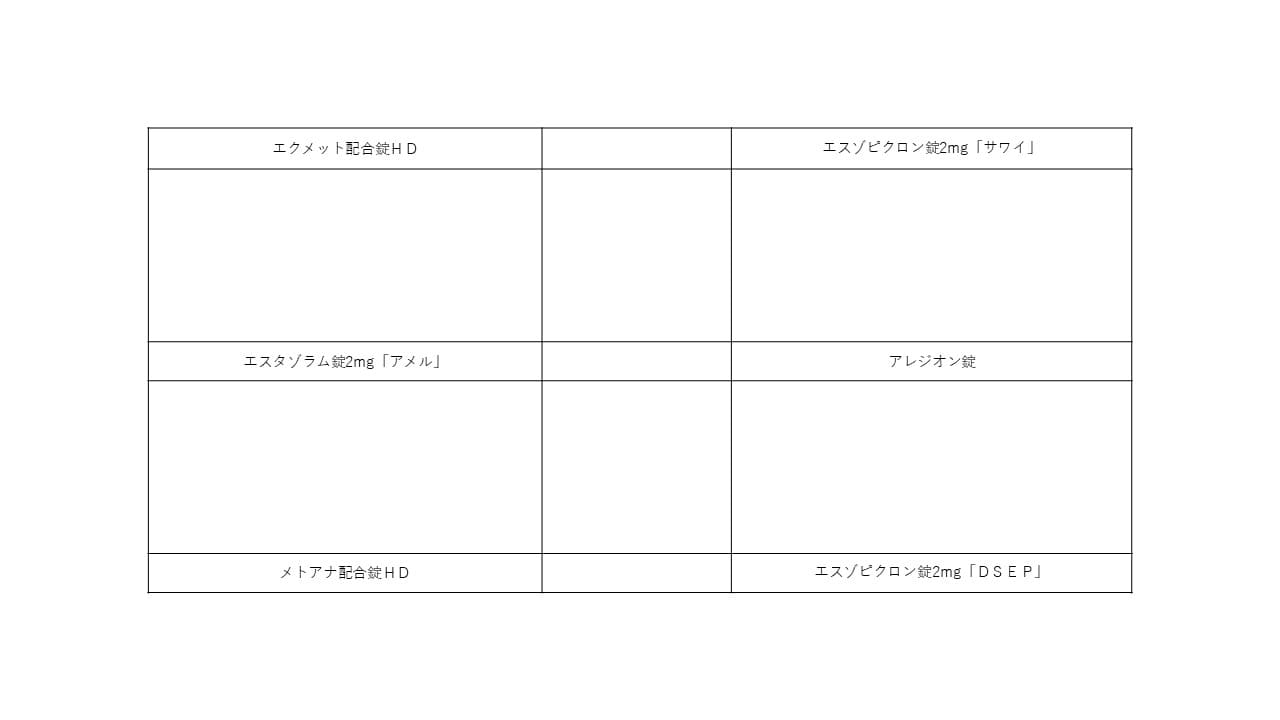 エクメット配合錠ＨＤ
エスゾピクロン錠2mg「サワイ」
エスタゾラム錠2mg「アメル」
アレジオン錠
メトアナ配合錠ＨＤ
エスゾピクロン錠2mg「ＤＳＥＰ」